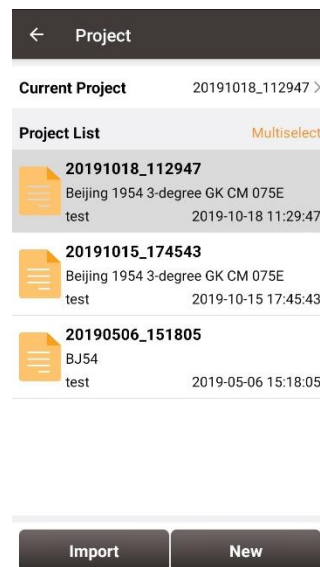 Project
Current Project 20191018_112947
Project List Multiselect
20191018_112947
Beijing 1954 3-degree GK CM 075E
test 2019-10-18 11:29:47
20191015_174543
Beijing 1954 3-degree GK CM 075E
test 2019-10-15 17:45:43
20190506_151805
BJ54
test 2019-05-06 15:18:05
Import New